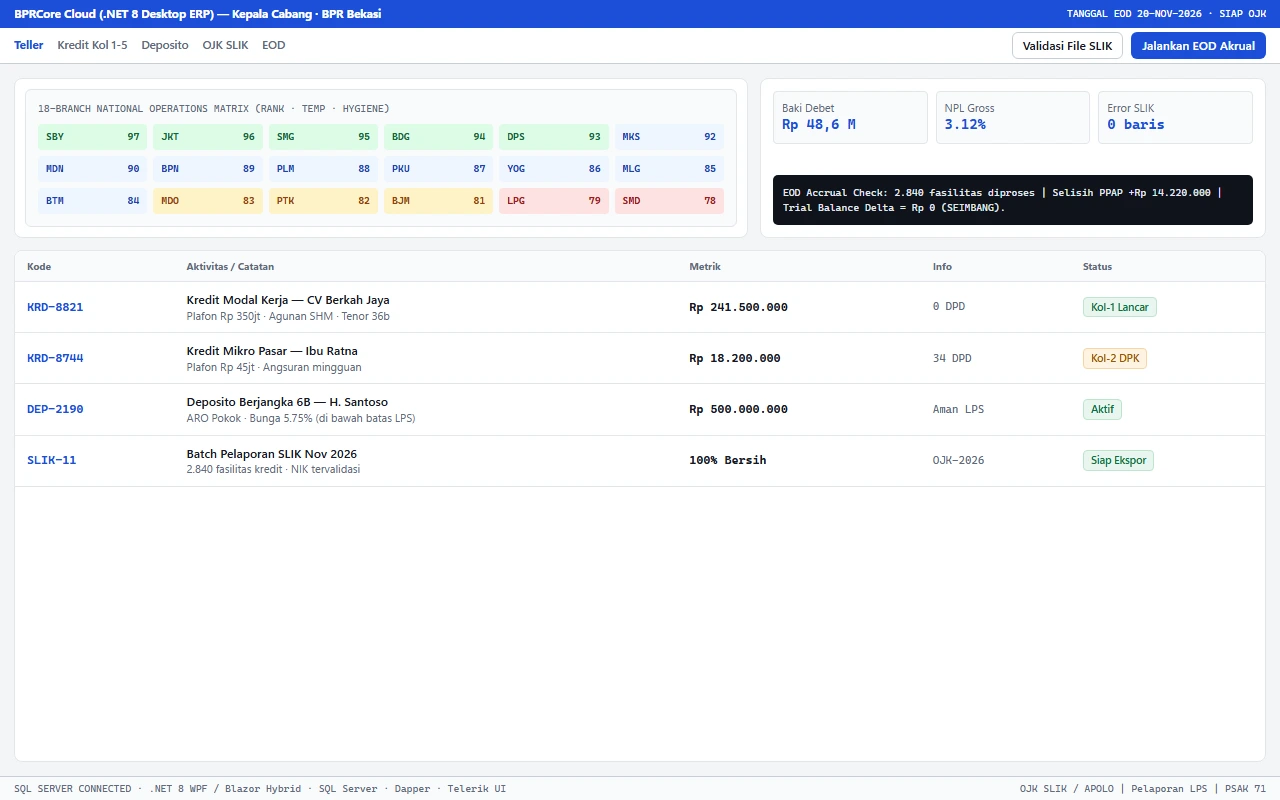 BPRCore Cloud (.NET 8 Desktop ERP) — Kepala Cabang · BPR Bekasi
TANGGAL EOD 20-NOV-2026 · SIAP OJK
Teller Kredit Kol 1-5 Deposito OJK SLIK EOD
Validasi File SLIK
Jalankan EOD Akrual
18-BRANCH NATIONAL OPERATIONS MATRIX (RANK · TEMP · HYGIENE)
SBY 97 JKT 96 SMG 95 BDG 94 DPS 93 MKS 92
MDN 90 BPN 89 PLM 88 PKU 87 YOG 86 MLG 85
BTM 84 MDO 83 PTK 82 BJM 81 LPG 79 SMD 78
Baki Debet
Rp 48,6 M
NPL Gross
3.12%
Error SLIK
0 baris
EOD Accrual Check: 2.840 fasilitas diproses | Selisih PPAP +Rp 14.220.000 |
Trial Balance Delta = Rp 0 (SEIMBANG).
Kode Aktivitas / Catatan Metrik Info Status
KRD-8821
Kredit Modal Kerja — CV Berkah Jaya
Plafon Rp 350jt · Agunan SHM · Tenor 36b
Rp 241.500.000
0 DPD
Kol-1 Lancar
KRD-8744
Kredit Mikro Pasar — Ibu Ratna
Plafon Rp 45jt · Angsuran mingguan
Rp 18.200.000
34 DPD
Kol-2 DPK
DEP-2190
Deposito Berjangka 6B — H. Santoso
ARO Pokok · Bunga 5.75% (di bawah batas LPS)
Rp 500.000.000
Aman LPS
Aktif
SLIK-11
Batch Pelaporan SLIK Nov 2026
2.840 fasilitas kredit · NIK tervalidasi
100% Bersih
OJK-2026
Siap Ekspor
SQL SERVER CONNECTED · .NET 8 WPF / Blazor Hybrid · SQL Server · Dapper · Telerik UI
OJK SLIK / APOLO | Pelaporan LPS | PSAK 71